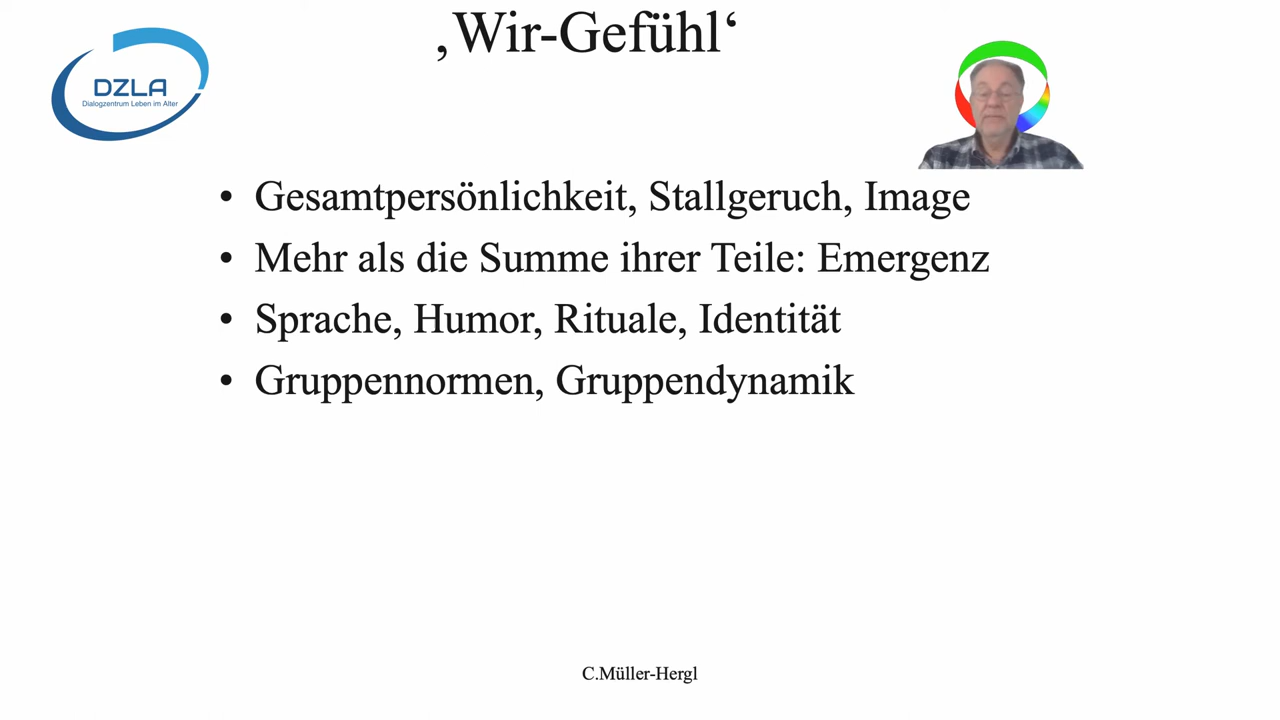 ‚Wir-Gefühl‘
DZLA
Dialogzentrum Leben im Alter
• Gesamtpersönlichkeit, Stallgeruch, Image
• Mehr als die Summe ihrer Teile: Emergenz
• Sprache, Humor, Rituale, Identität
• Gruppennormen, Gruppendynamik
C.Müller-Hergl